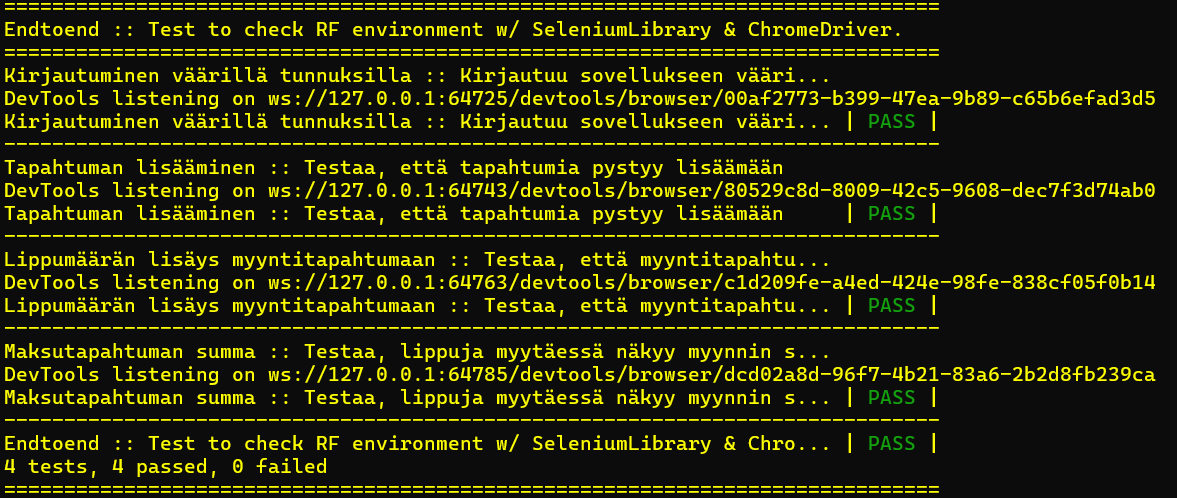 ==============================================================================
Endtoend :: Test to check RF environment w/ SeleniumLibrary & ChromeDriver.
==============================================================================
Kirjautuminen väärillä tunnuksilla :: Kirjautuu sovellukseen vääri...
DevTools listening on ws://127.0.0.1:64725/devtools/browser/00af2773-b399-47ea-9b89-c65b6efad3d5
Kirjautuminen väärillä tunnuksilla :: Kirjautuu sovellukseen vääri... | PASS |
------------------------------------------------------------------------------
Tapahtuman lisääminen :: Testaa, että tapahtumia pystyy lisäämään
DevTools listening on ws://127.0.0.1:64743/devtools/browser/80529c8d-8009-42c5-9608-dec7f3d74ab0
Tapahtuman lisääminen :: Testaa, että tapahtumia pystyy lisäämään     | PASS |
------------------------------------------------------------------------------
Lippumäärän lisäys myyntitapahtumaan :: Testaa, että myyntitapahtu...
DevTools listening on ws://127.0.0.1:64763/devtools/browser/c1d209fe-a4ed-424e-98fe-838cf05f0b14
Lippumäärän lisäys myyntitapahtumaan :: Testaa, että myyntitapahtu... | PASS |
------------------------------------------------------------------------------
Maksutapahtuman summa :: Testaa, lippuja myytäessä näkyy myynnin s...
DevTools listening on ws://127.0.0.1:64785/devtools/browser/dcd02a8d-96f7-4b21-83a6-2b2d8fb239ca
Maksutapahtuman summa :: Testaa, lippuja myytäessä näkyy myynnin s... | PASS |
------------------------------------------------------------------------------
Endtoend :: Test to check RF environment w/ SeleniumLibrary & Chro... | PASS |
4 tests, 4 passed, 0 failed
==============================================================================